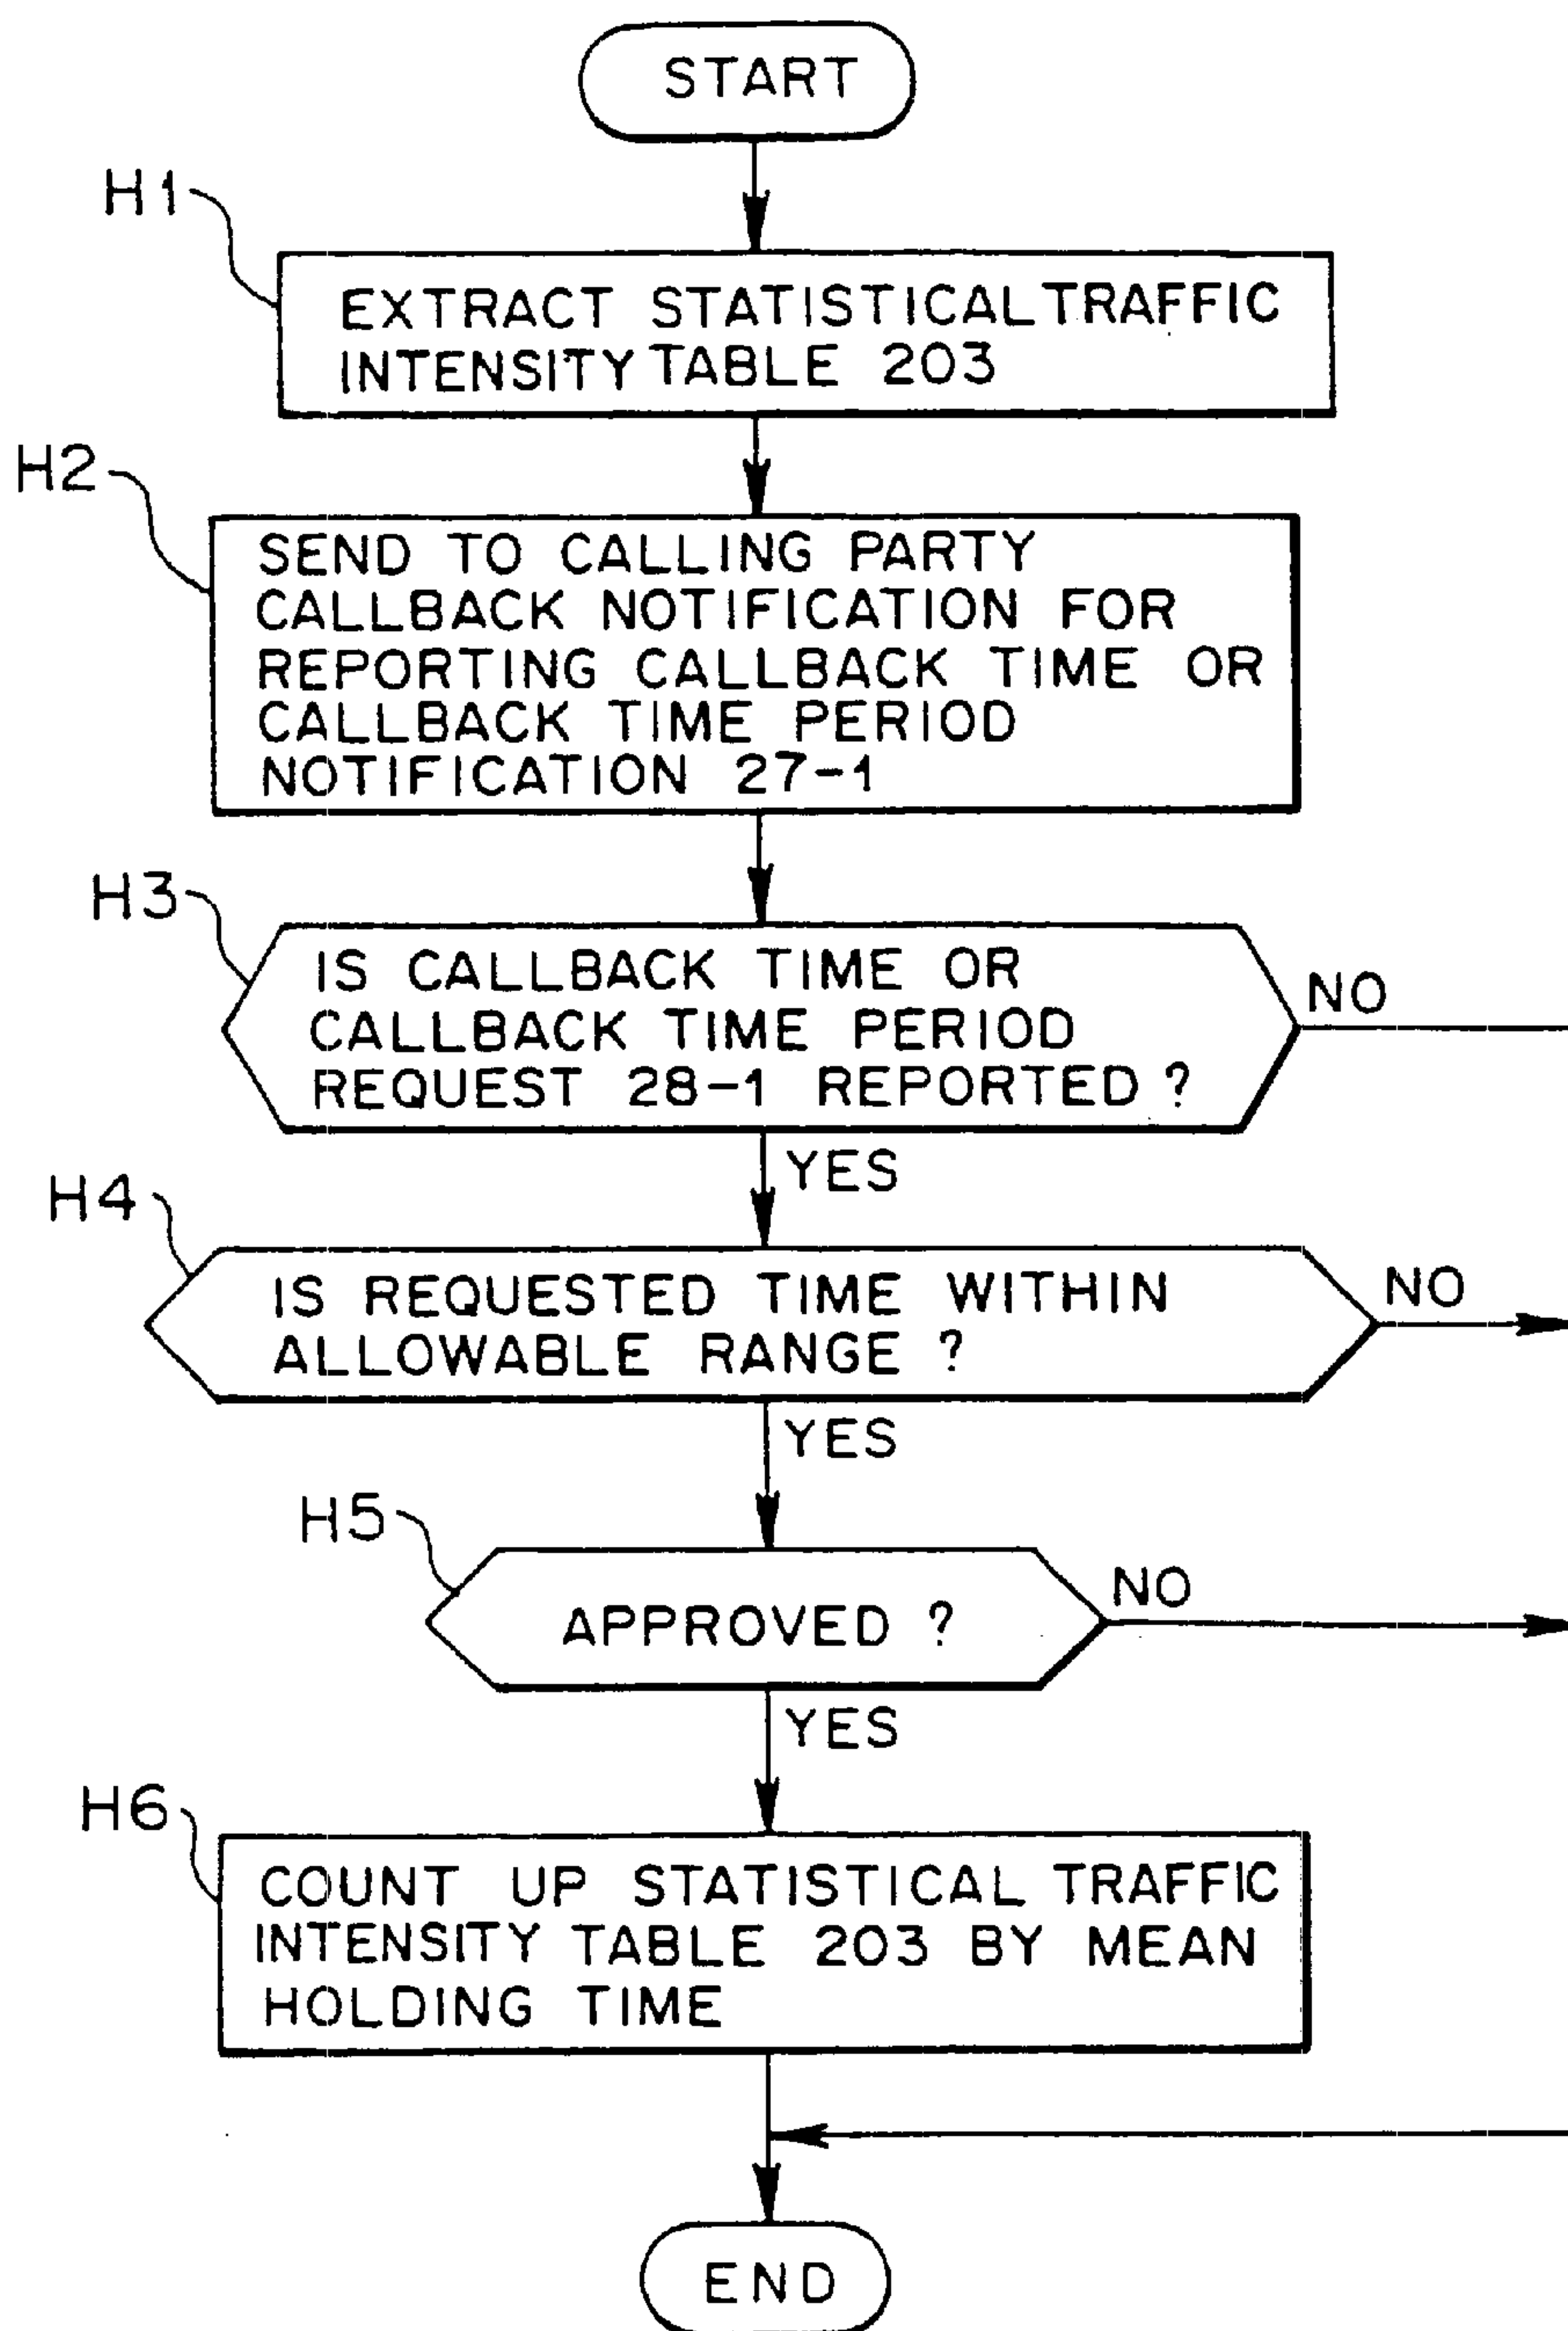 START
H1
EXTRACT STATISTICAL TRAFFIC
INTENSITY TABLE 203
H2
SEND TO CALLING PARTY
CALLBACK NOTIFICATION FOR
REPORTING CALLBACK TIME OR
CALLBACK TIME PERIOD
NOTIFICATION 27-1
H3
IS CALLBACK TIME OR
CALLBACK TIME PERIOD
REQUEST 28-1 REPORTED ?
NO
YES
H4
IS REQUESTED TIME WITHIN
ALLOWABLE RANGE ?
NO
YES
H5
APPROVED ?
NO
YES
H6
COUNT UP STATISTICAL TRAFFIC
INTENSITY TABLE 203 BY MEAN
HOLDING TIME
END